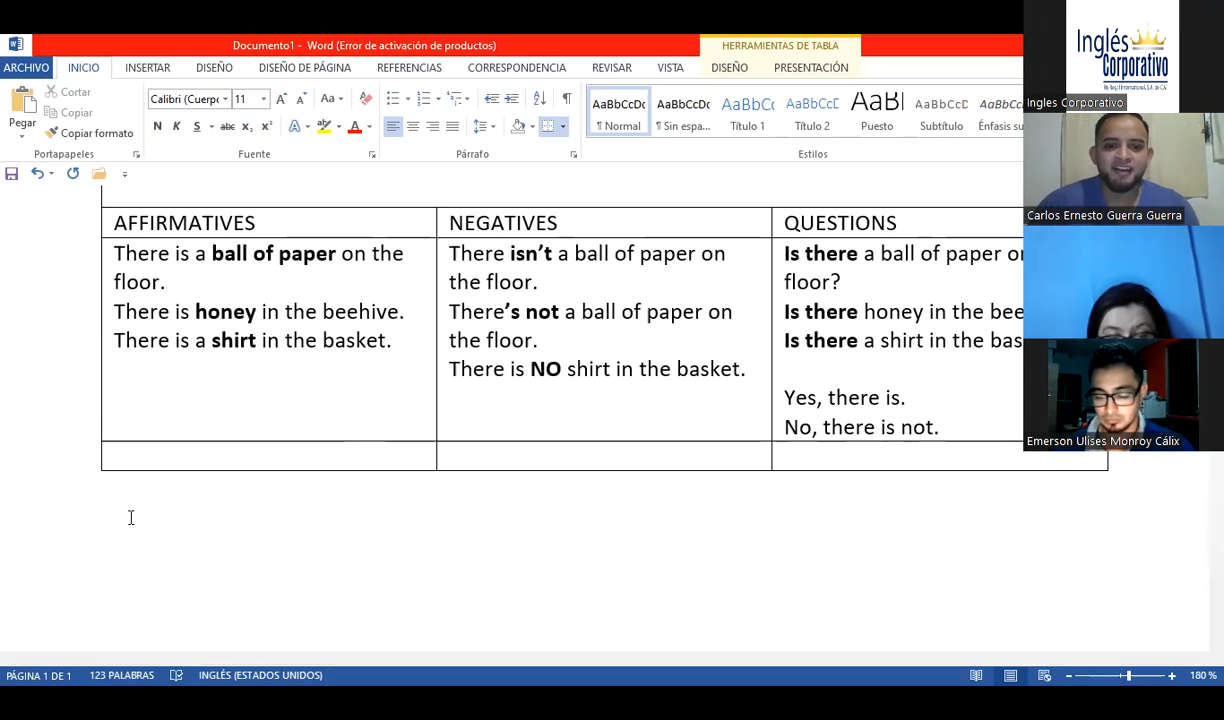 Documento1 - Word (Error de activación de productos)
HERRAMIENTAS DE TABLA
ARCHIVO INICIO INSERTAR DISEÑO DISEÑO DE PÁGINA REFERENCIAS CORRESPONDENCIA REVISAR VISTA DISEÑO PRESENTACIÓN
Pegar
Cortar
Copiar
Copiar formato
Portapapeles
Calibri (Cuerpo 11
Fuente
Párrafo
AaBbCcDc AaBbCcDc AaBbCc AaBbCcC AaB AaBbCcD AaBbCcD
¶ Normal ¶ Sin espa... Título 1 Título 2 Puesto Subtítulo Énfasis su
Estilos
Inglés
Corporativo
Ingles Corporativo
Carlos Ernesto Guerra Guerra
Emerson Ulises Monroy Cálix
AFFIRMATIVES
There is a ball of paper on the
floor.
There is honey in the beehive.
There is a shirt in the basket.
NEGATIVES
There isn't a ball of paper on
the floor.
There's not a ball of paper on
the floor.
There is NO shirt in the basket.
QUESTIONS
Is there a ball of paper on
floor?
Is there honey in the bee
Is there a shirt in the bas
Yes, there is.
No, there is not.
PÁGINA 1 DE 1 123 PALABRAS INGLÉS (ESTADOS UNIDOS) 180 %